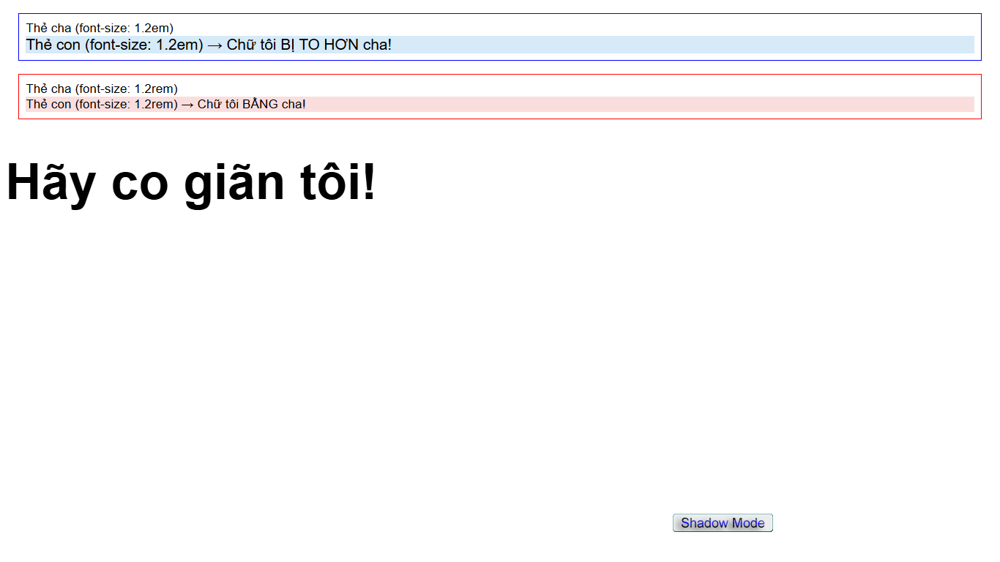 Thẻ cha (font-size: 1.2em)
Thẻ con (font-size: 1.2em) → Chữ tôi BỊ TO HƠN cha!
Thẻ cha (font-size: 1.2rem)
Thẻ con (font-size: 1.2rem) → Chữ tôi BẰNG cha!
Hãy co giãn tôi!
Shadow Mode